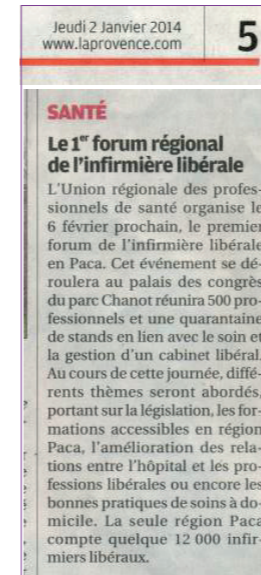 Jeudi 2 Janvier 2014
www.laprovence.com
5
SANTÉ
Le 1er forum régional
de l'infirmière libérale
L'Union régionale des profes-
sionnels de santé organise le
6 février prochain, le premier
forum de l'infirmière libérale
en Paca. Cet événement se dé-
roulera au palais des congrès
du parc Chanot réunira 500 pro-
fessionnels et une quarantaine
de stands en lien avec le soin et
la gestion d'un cabinet libéral.
Au cours de cette journée, diffé-
rents thèmes seront abordés,
portant sur la législation, les for-
mations accessibles en région
Paca, l'amélioration des rela-
tions entre l'hôpital et les pro-
fessions libérales ou encore les
bonnes pratiques de soins à do-
micile. La seule région Paca
compte quelque 12 000 infir-
miers libéraux.